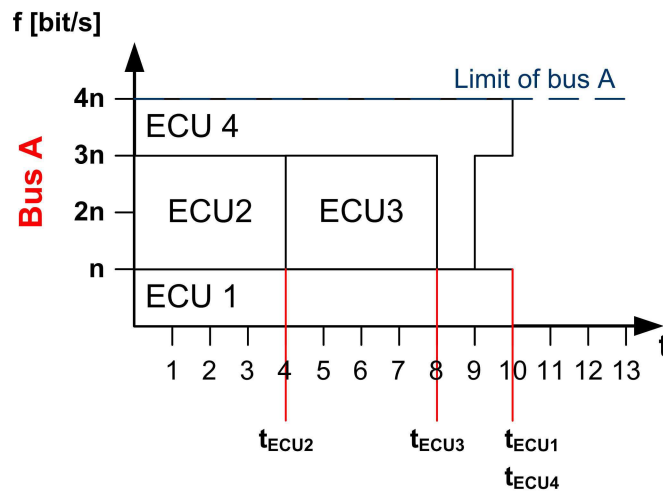 f [bit/s]
Limit of bus A
4n
ECU 4
3n
Bus A
2n
ECU2
ECU3
n
ECU 1
t
1 2 3 4 5 6 7 8 9 10 11 12 13
tECU2
tECU3
tECU1
tECU4